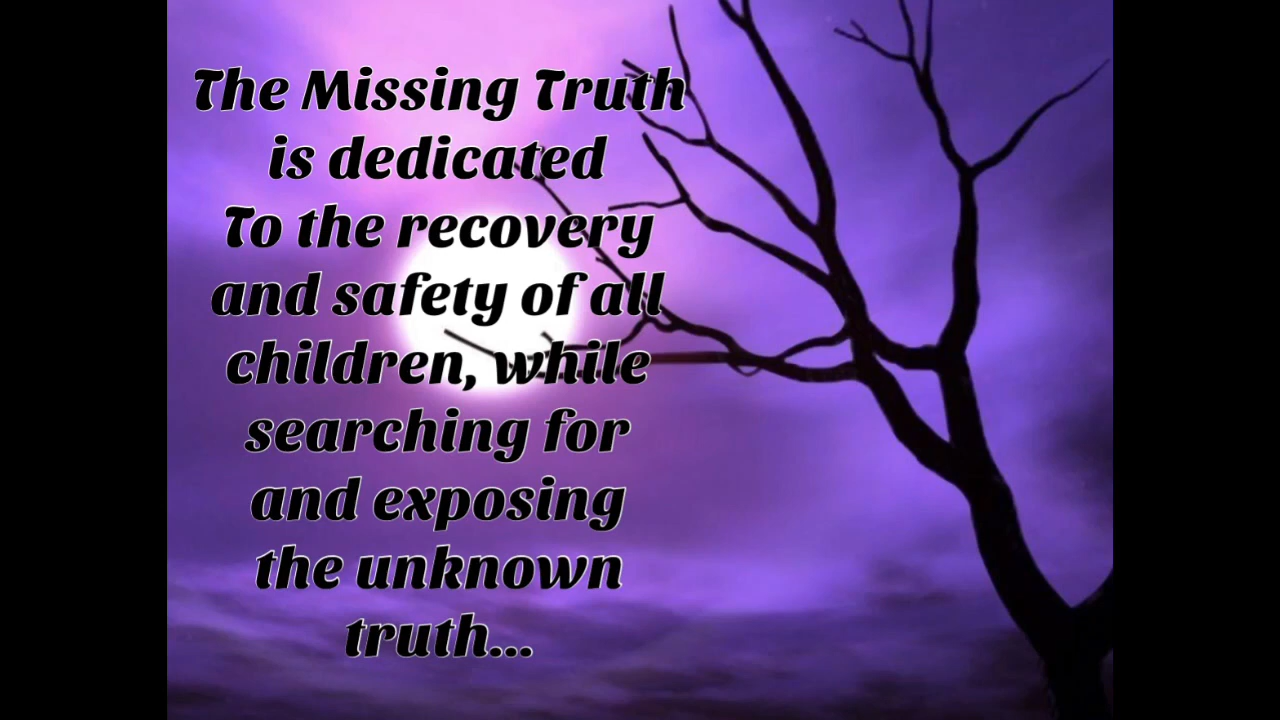 The Missing Truth
is dedicated
To the recovery
and safety of all
children, while
searching for
and exposing
the unknown
truth...